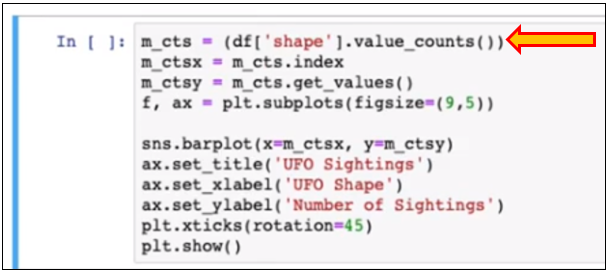 In [ ]: m_cts = (df['shape'].value_counts())
m_ctsx = m_cts.index
m_ctsy = m_cts.get_values()
f, ax = plt.subplots(figsize=(9,5))
sns.barplot(x=m_ctsx, y=m_ctsy)
ax.set_title('UFO Sightings')
ax.set_xlabel('UFO Shape')
ax.set_ylabel('Number of Sightings')
plt.xticks(rotation=45)
plt.show()